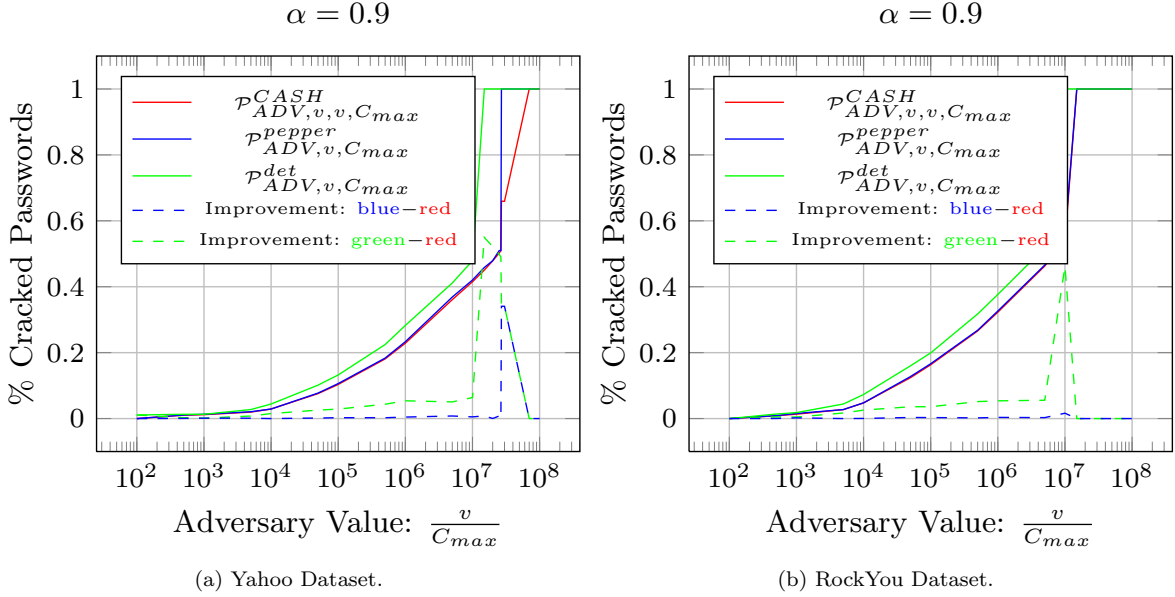 α = 0.9
1
0.8
0.6
0.4
0.2
0
% Cracked Passwords
𝒫^{CASH}_{ADV,v,v,C_{max}}
𝒫^{pepper}_{ADV,v,C_{max}}
𝒫^{det}_{ADV,v,C_{max}}
Improvement: blue−red
Improvement: green−red
10^2 10^3 10^4 10^5 10^6 10^7 10^8
Adversary Value: \frac{v}{C_{max}}
(a) Yahoo Dataset.
α = 0.9
1
0.8
0.6
0.4
0.2
0
% Cracked Passwords
𝒫^{CASH}_{ADV,v,v,C_{max}}
𝒫^{pepper}_{ADV,v,C_{max}}
𝒫^{det}_{ADV,v,C_{max}}
Improvement: blue−red
Improvement: green−red
10^2 10^3 10^4 10^5 10^6 10^7 10^8
Adversary Value: \frac{v}{C_{max}}
(b) RockYou Dataset.